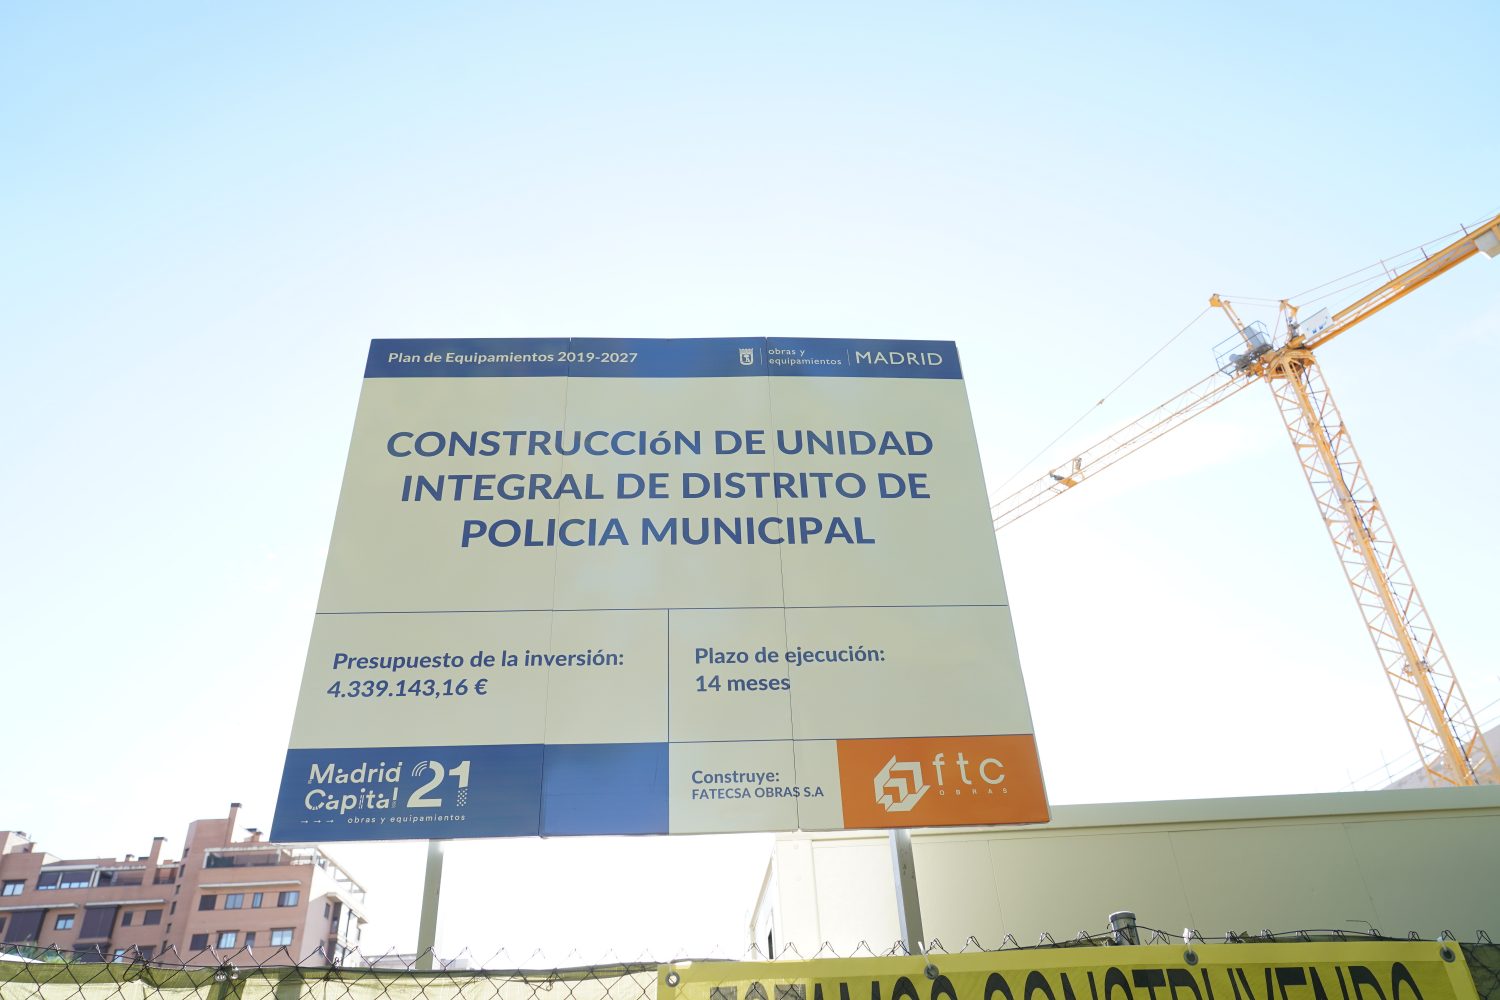 Plan de Equipamientos 2019-2027
obras y
equipamientos
MADRID
CONSTRUCCIóN DE UNIDAD
INTEGRAL DE DISTRITO DE
POLICIA MUNICIPAL
Presupuesto de la inversión:
4.339.143,16 €
Plazo de ejecución:
14 meses
Madrid
Capital 21
obras y equipamientos
Construye:
FATECSA OBRAS S.A
ftc
OBRAS
ESTAMOS CONSTRUYENDO